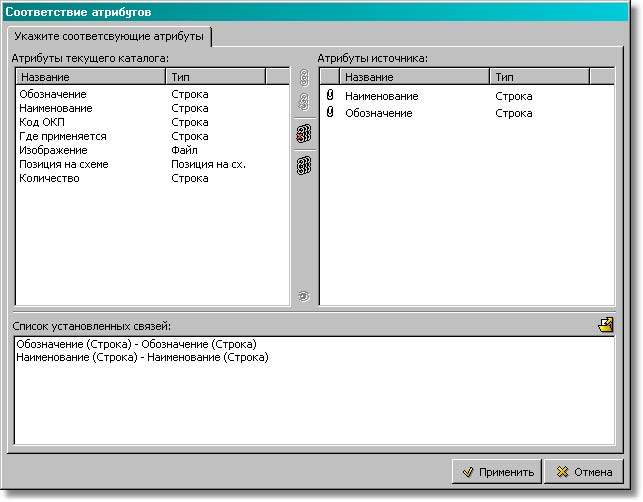 Соответствие атрибутов
Укажите соответсвующие атрибуты
Атрибуты текущего каталога:
Название Тип
Обозначение Строка
Наименование Строка
Код ОКП Строка
Где применяется Строка
Изображение Файл
Позиция на схеме Позиция на сх.
Количество Строка
Атрибуты источника:
Название Тип
Наименование Строка
Обозначение Строка
Список установленных связей:
Обозначение (Строка) - Обозначение (Строка)
Наименование (Строка) - Наименование (Строка)
Применить Отмена